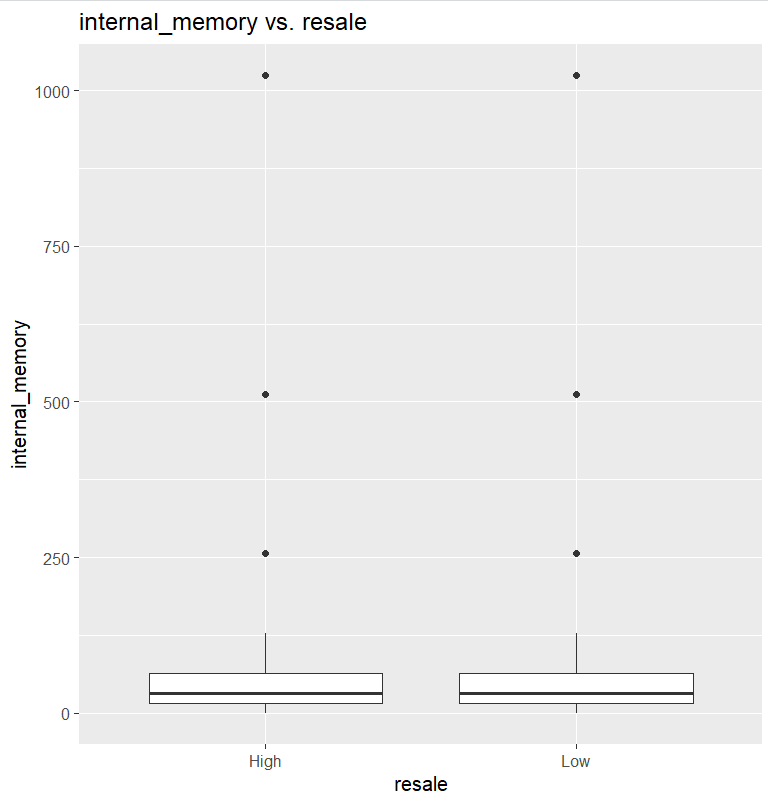 internal_memory vs. resale
1000
750
500
250
0
internal_memory
High Low
resale